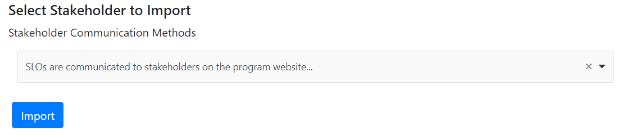 Select Stakeholder to Import
Stakeholder Communication Methods
SLOs are communicated to stakeholders on the program website...
Import